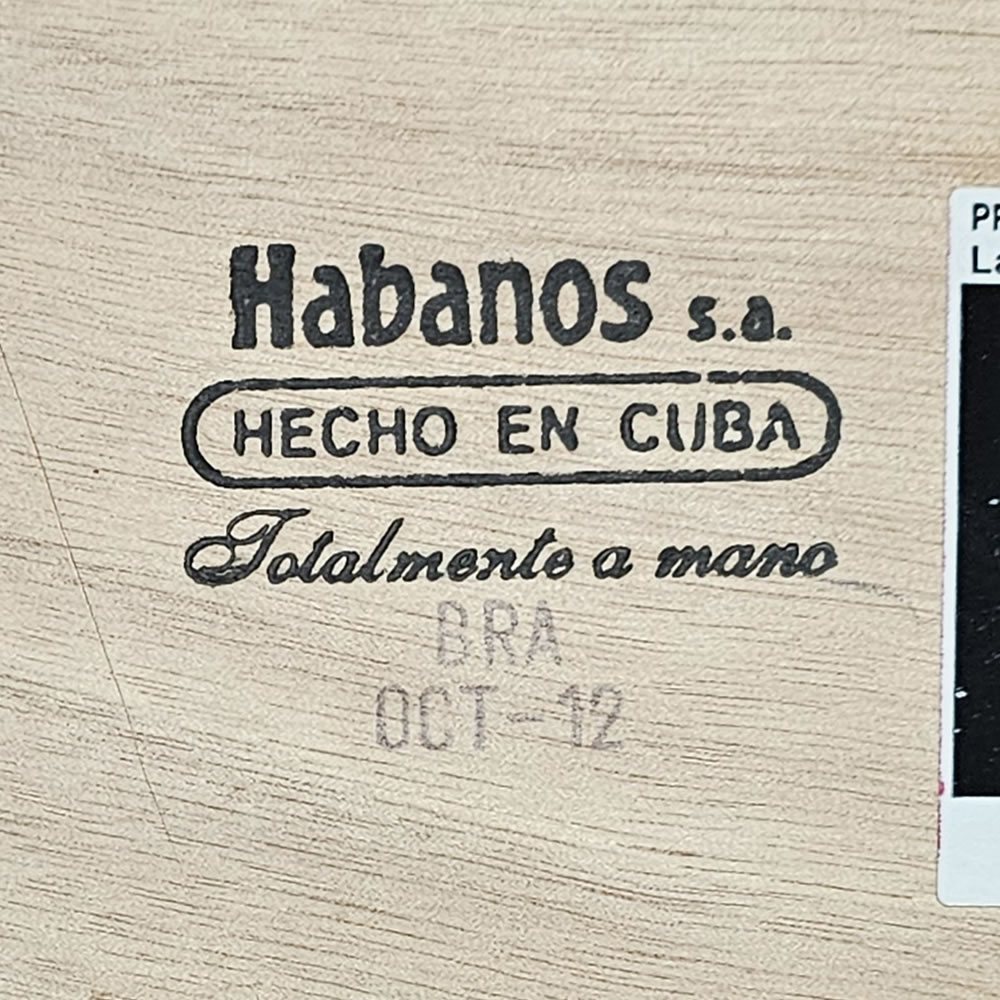 Habanos s.a.
HECHO EN CUBA
Totalmente a mano
BRA
OCT-12